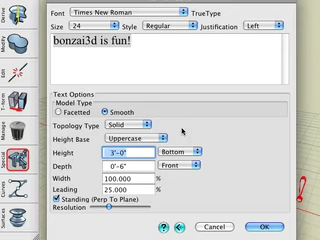 Font Times New Roman TrueType
Size 24 Style Regular Justification Left
bonzai3d is fun!
Text Options
Model Type
Facetted Smooth
Topology Type Solid
Height Base Uppercase
Height 3'-0" Bottom
Depth 0'-6" Front
Width 100.000 %
Leading 25.000 %
Standing (Perp To Plane)
Resolution
? Cancel OK
Derive
Modify
Edit
T-form
Manage
Special
Curves
Surfaces